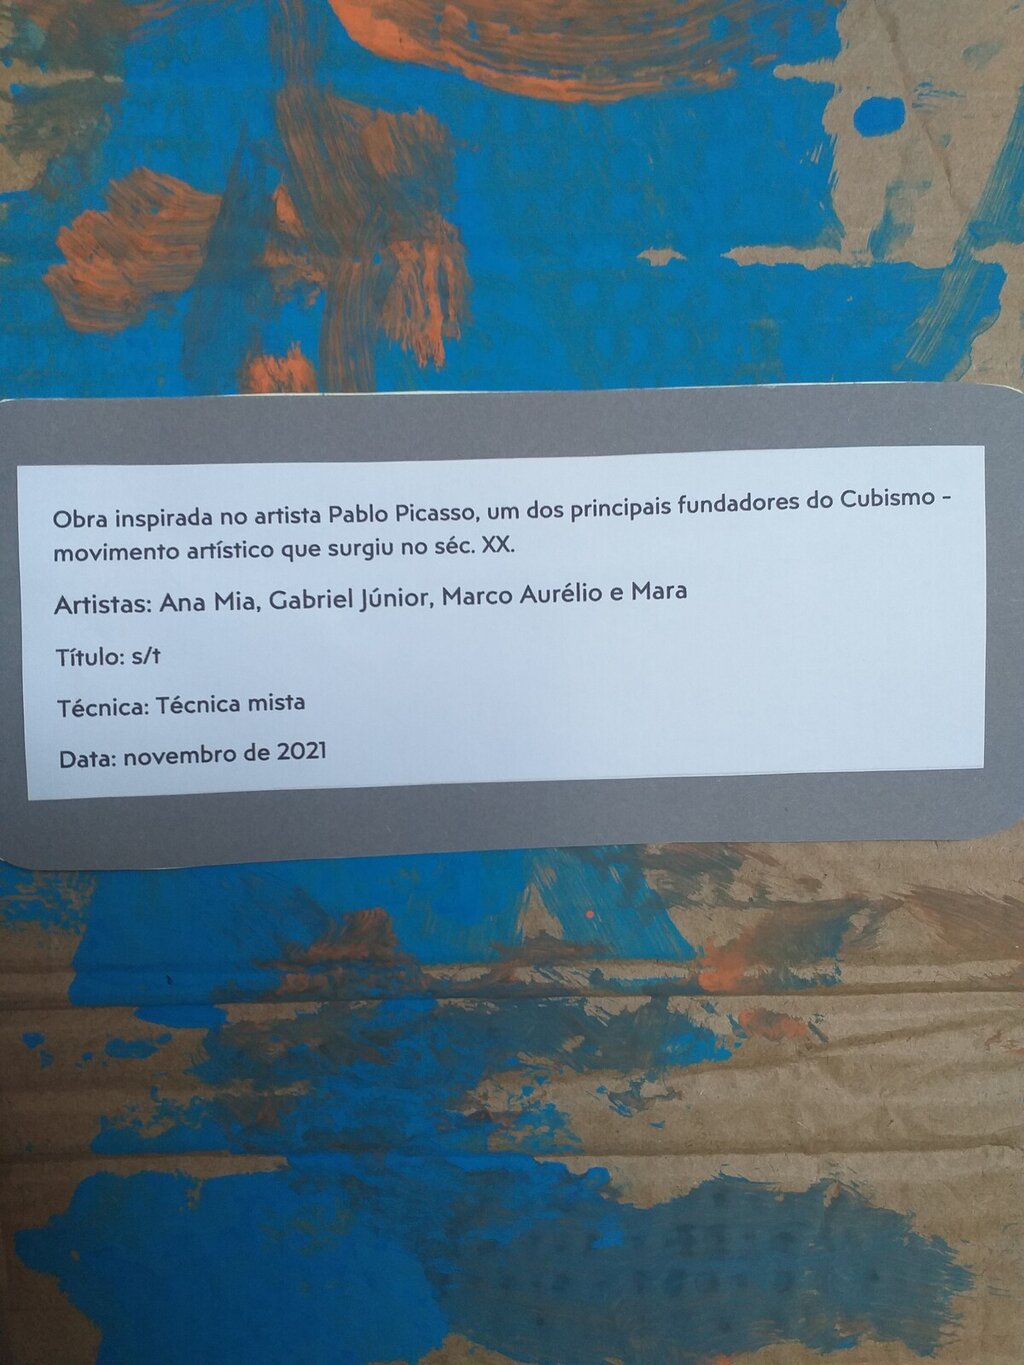 Obra inspirada no artista Pablo Picasso, um dos principais fundadores do Cubismo -
movimento artístico que surgiu no séc. XX.
Artistas: Ana Mia, Gabriel Júnior, Marco Aurélio e Mara
Título: s/t
Técnica: Técnica mista
Data: novembro de 2021